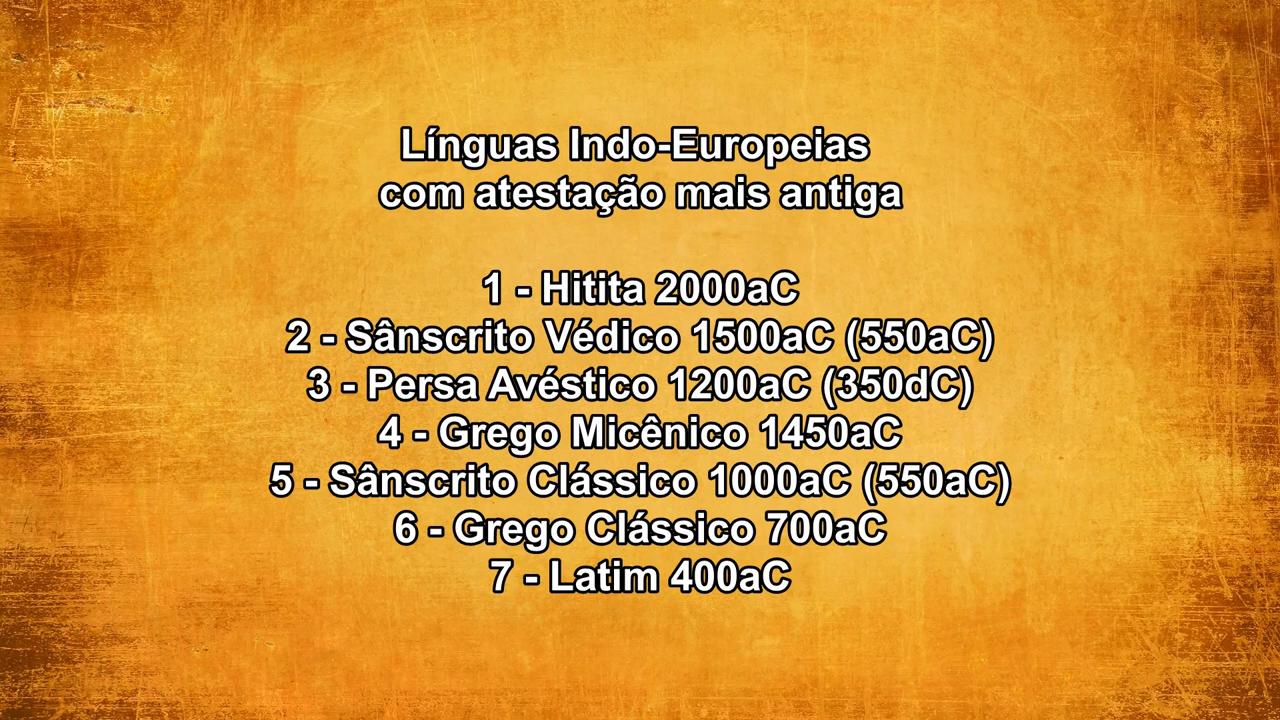 Línguas Indo-Europeias
com atestação mais antiga
1 - Hitita 2000aC
2 - Sânscrito Védico 1500aC (550aC)
3 - Persa Avéstico 1200aC (350dC)
4 - Grego Micênico 1450aC
5 - Sânscrito Clássico 1000aC (550aC)
6 - Grego Clássico 700aC
7 - Latim 400aC